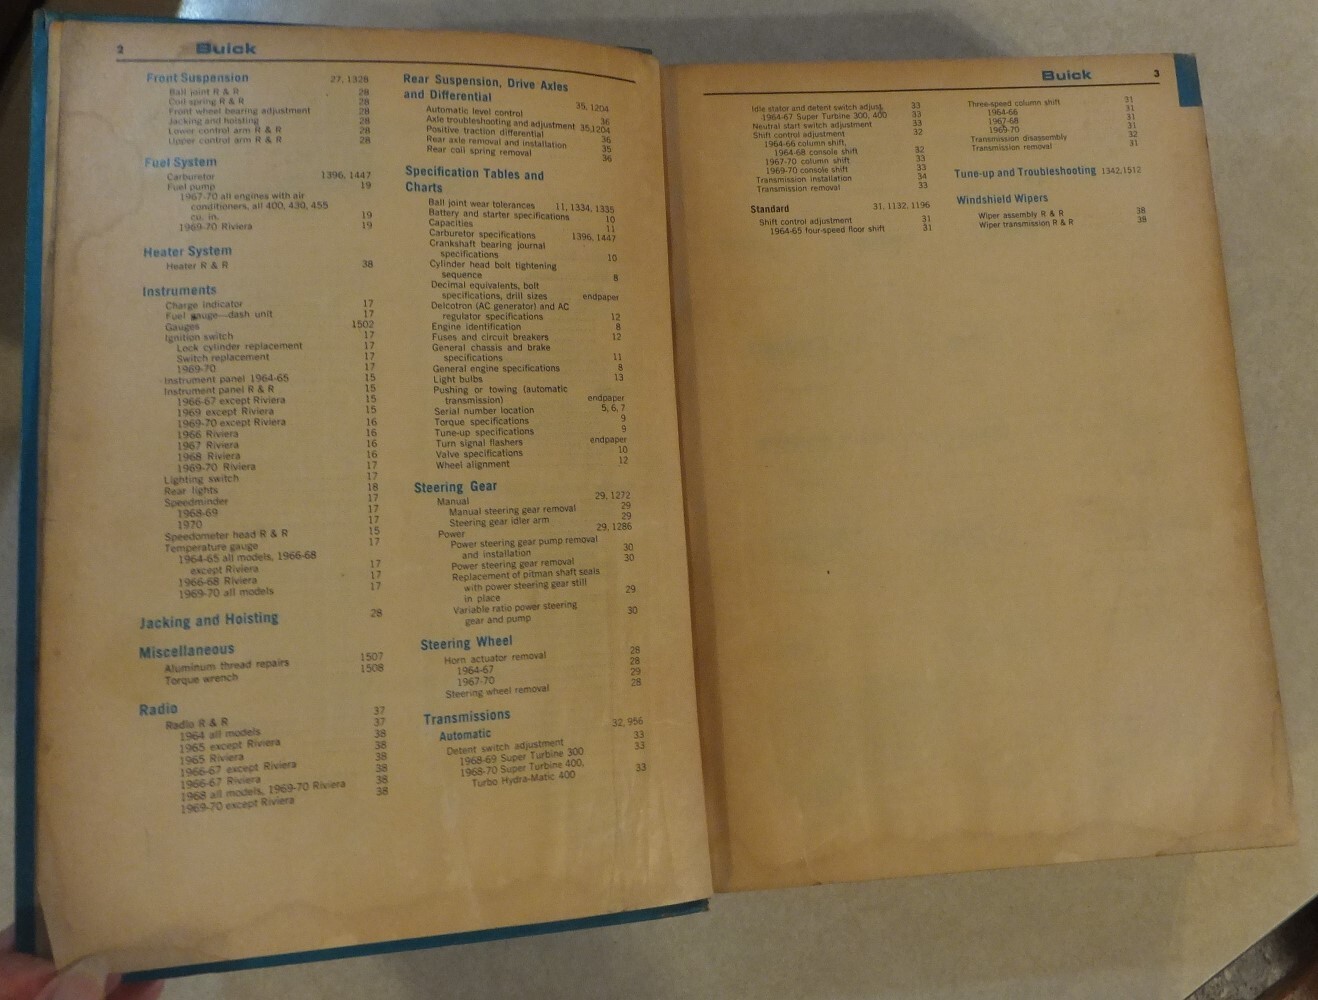 2 Buick
Front Suspension 27, 1328
Ball joint R & R 28
Coil spring R & R 28
Front wheel bearing adjustment 28
Jacking and hoisting 28
Lower control arm R & R 28
Upper control arm R & R 28
Fuel System
Carburetor 1396, 1447
Fuel pump 19
1967-70 all engines with air
conditioners, all 400, 430, 455
cu. in. 19
1969-70 Riviera 19
Heater System
Heater R & R 38
Instruments
Charge indicator 17
Fuel gauge—dash unit 17
Gauges 1502
Ignition switch 17
Lock cylinder replacement 17
Switch replacement 17
1969-70 17
Instrument panel 1964-65 15
Instrument panel R & R 15
1966-67 except Riviera 15
1969 except Riviera 15
1969-70 except Riviera 16
1966 Riviera 16
1967 Riviera 16
1968 Riviera 16
1969-70 Riviera 17
Lighting switch 17
Rear lights 18
Speedminder 17
1968-69 17
1970 17
Speedometer head R & R 15
Temperature gauge 17
1964-65 all models, 1966-68
except Riviera 17
1966-68 Riviera 17
1969-70 all models 17
Jacking and Hoisting 28
Miscellaneous
Aluminum thread repairs 1507
Torque wrench 1508
Radio 37
Radio R & R 37
1964 all models 38
1965 except Riviera 38
1965 Riviera 38
1966-67 except Riviera 38
1966-67 Riviera 38
1968 all models, 1969-70 Riviera 38
1969-70 except Riviera
Rear Suspension, Drive Axles
and Differential 35, 1204
Automatic level control 36
Axle troubleshooting and adjustment 35,1204
Positive traction differential 36
Rear axle removal and installation 35
Rear coil spring removal 36
Specification Tables and
Charts
Ball joint wear tolerances 11, 1334, 1335
Battery and starter specifications 10
Capacities 11
Carburetor specifications 1396, 1447
Crankshaft bearing journal
specifications 10
Cylinder head bolt tightening
sequence 8
Decimal equivalents, bolt
specifications, drill sizes endpaper
Delcotron (AC generator) and AC
regulator specifications 12
Engine identification 8
Fuses and circuit breakers 12
General chassis and brake
specifications 11
General engine specifications 8
Light bulbs 13
Pushing or towing (automatic
transmission) endpaper
Serial number location 5, 6, 7
Torque specifications 9
Tune-up specifications 9
Turn signal flashers endpaper
Valve specifications 10
Wheel alignment 12
Steering Gear
Manual 29, 1272
Manual steering gear removal 29
Steering gear idler arm 29
Power 29, 1286
Power steering gear pump removal
and installation 30
Power steering gear removal 30
Replacement of pitman shaft seals
with power steering gear still
in place 29
Variable ratio power steering
gear and pump 30
Steering Wheel
Horn actuator removal 28
1964-67 28
1967-70 29
Steering wheel removal 28
Transmissions
Automatic 32, 956
Detent switch adjustment 33
1968-69 Super Turbine 300 33
1968-70 Super Turbine 400,
Turbo Hydra-Matic 400 33
Buick 3
Idle stator and detent switch adjust. 33
1964-67 Super Turbine 300, 400 33
Neutral start switch adjustment 33
Shift control adjustment 32
1964-66 column shift,
1964-68 console shift 32
1967-70 column shift 33
1969-70 console shift 33
Transmission installation 34
Transmission removal 33
Standard 31, 1132, 1196
Shift control adjustment 31
1964-65 four-speed floor shift 31
Three-speed column shift 31
1964-66 31
1967-68 31
1969-70 31
Transmission disassembly 32
Transmission removal 31
Tune-up and Troubleshooting 1342,1512
Windshield Wipers
Wiper assembly R & R 38
Wiper transmission R & R 38